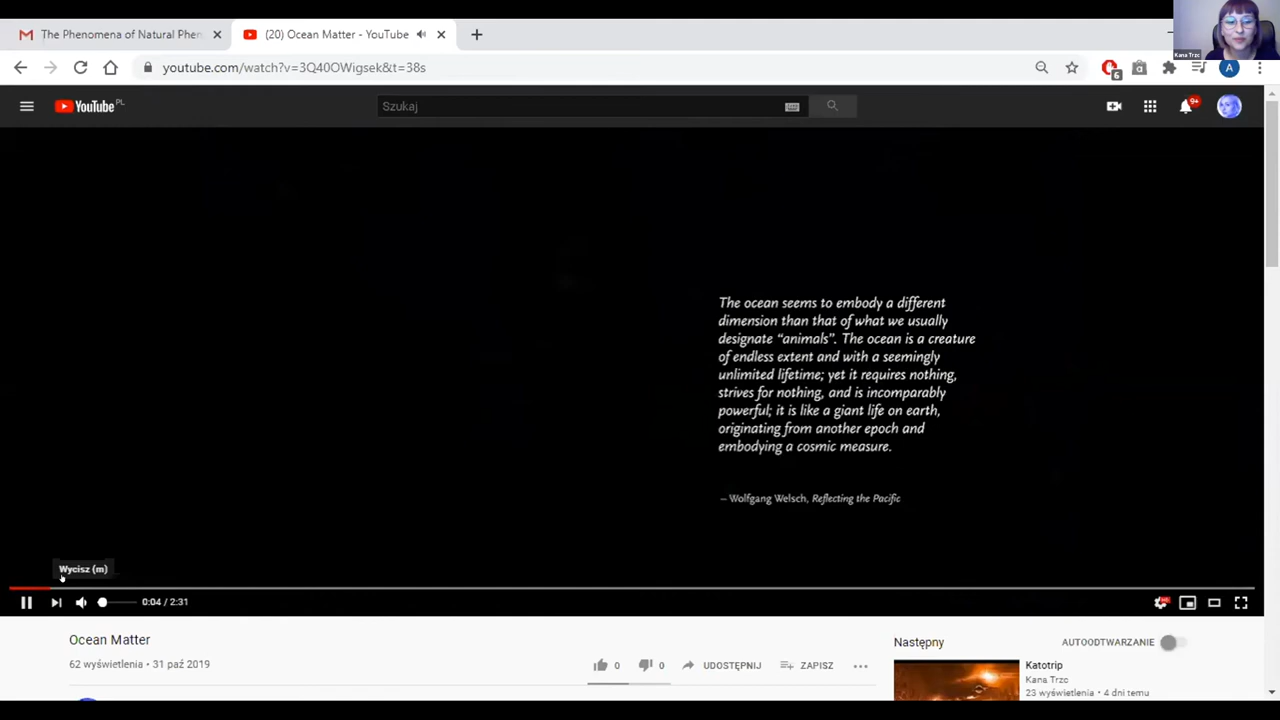 The Phenomena of Natural Phen
(20) Ocean Matter - YouTube
Kana Trzc
youtube.com/watch?v=3Q40OWigsek&t=38s
6
A
YouTube PL
Szukaj
9+
The ocean seems to embody a different
dimension than that of what we usually
designate “animals”. The ocean is a creature
of endless extent and with a seemingly
unlimited lifetime; yet it requires nothing,
strives for nothing, and is incomparably
powerful; it is like a giant life on earth,
originating from another epoch and
embodying a cosmic measure.
– Wolfgang Welsch, Reflecting the Pacific
Wycisz (m)
0:04 / 2:31
Ocean Matter
62 wyświetlenia • 31 paź 2019
0
0
UDOSTĘPNIJ
ZAPISZ
Następny
AUTOODTWARZANIE
Katotrip
Kana Trzc
23 wyświetlenia • 4 dni temu